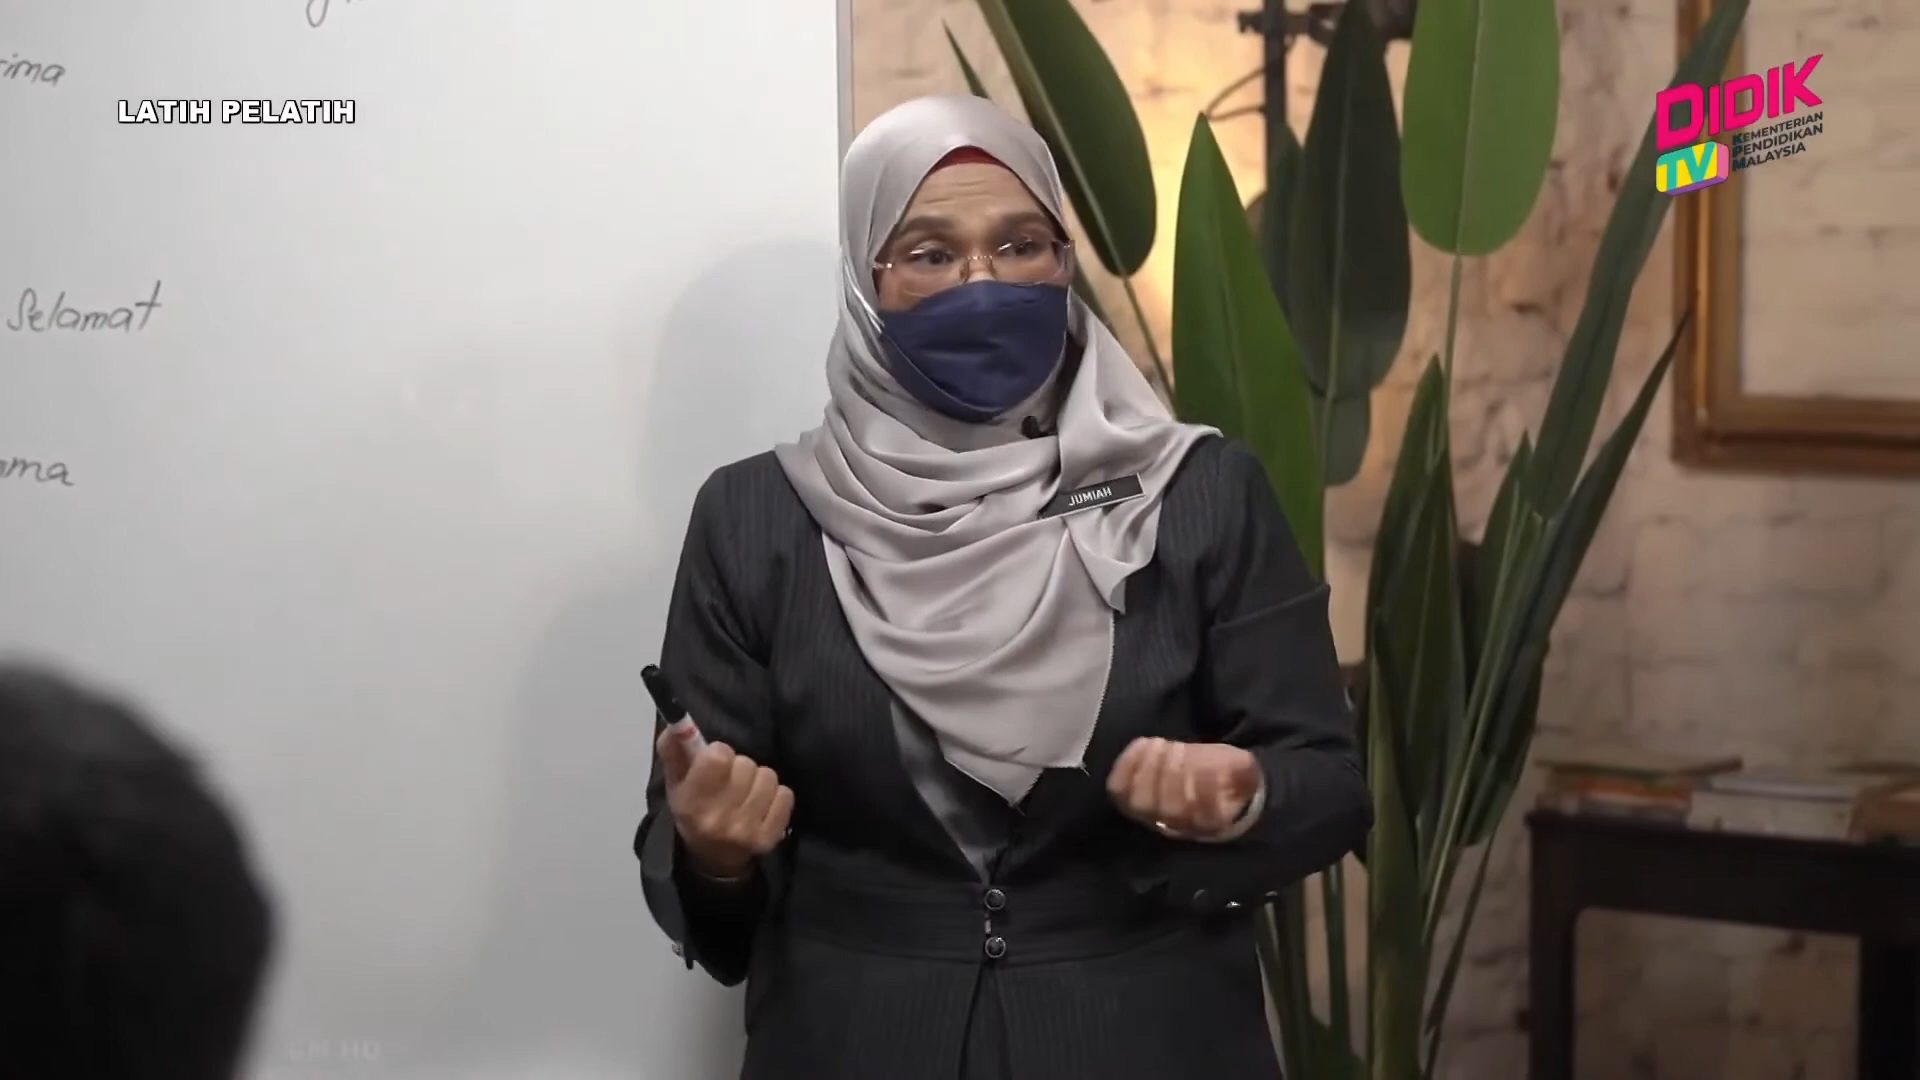 LATIH PELATIH
DIDIK
TV
KEMENTERIAN
PENDIDIKAN
MALAYSIA
Selamat
JUMIAH